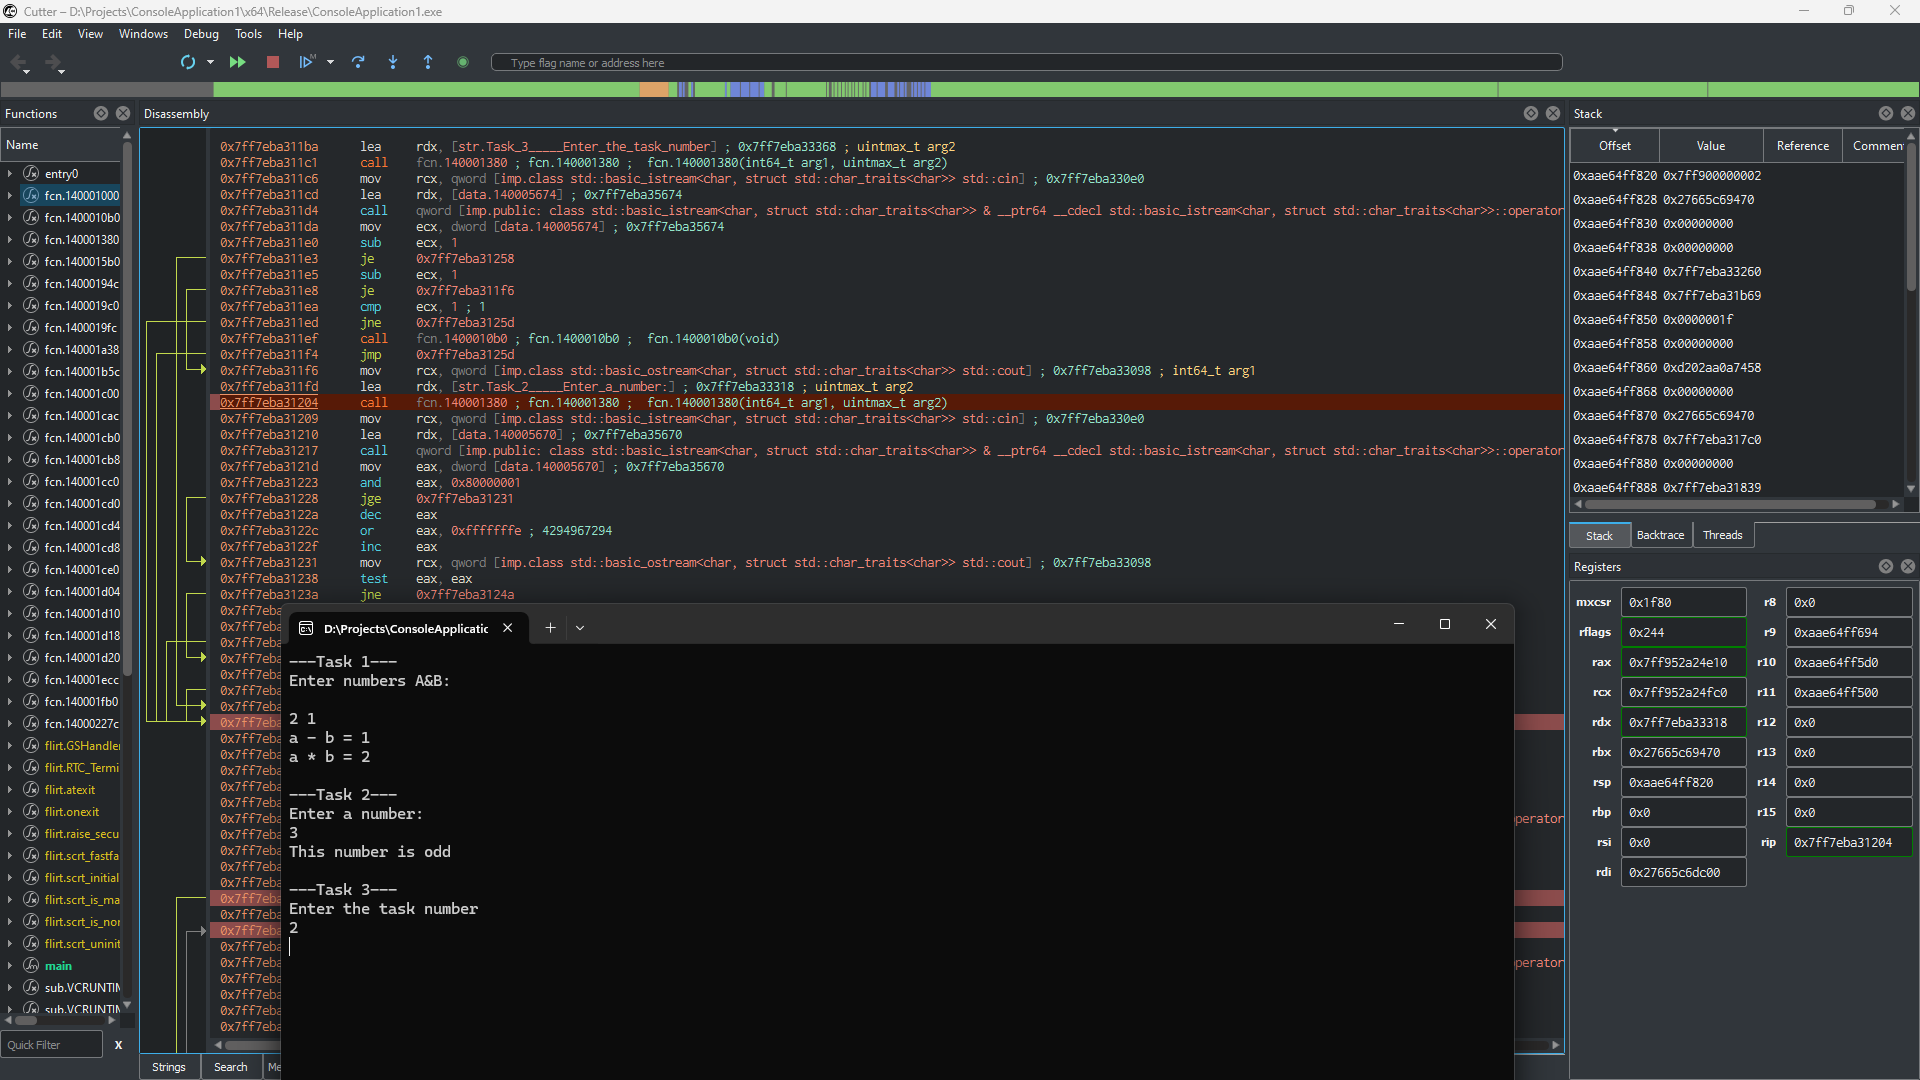 Cutter – D:\Projects\ConsoleApplication1\x64\Release\ConsoleApplication1.exe
File Edit View Windows Debug Tools Help
Type flag name or address here
Functions
Name
entry0
fcn.140001000
fcn.1400010b0
fcn.140001380
fcn.1400015b0
fcn.1400194c
fcn.1400019c0
fcn.1400019fc
fcn.140001a38
fcn.140001b5c
fcn.140001c00
fcn.140001cac
fcn.140001cb0
fcn.140001cb8
fcn.140001cc0
fcn.140001cd0
fcn.140001cd4
fcn.140001cd8
fcn.140001ce0
fcn.140001d04
fcn.140001d10
fcn.140001d18
fcn.140001d20
fcn.140001ecc
fcn.140001fb0
fcn.14000227c
flirt.GSHandle
flirt.RTC_Termi
flirt.atexit
flirt.onexit
flirt.raise_secu
flirt.scrt_fastfa
flirt.scrt_initial
flirt.scrt_is_ma
flirt.scrt_is_no
flirt.scrt_uninit
main
sub.VCRUNTI
sub.VCRUNTI
Quick Filter X
Disassembly
0x7ff7eba311ba lea rdx, [str.Task_3_____Enter_the_task_number] ; 0x7ff7eba33368 ; uintmax_t arg2
0x7ff7eba311c1 call fcn.140001380 ; fcn.140001380 ; fcn.140001380(int64_t arg1, uintmax_t arg2)
0x7ff7eba311c6 mov rcx, qword [imp.class std::basic_istream<char, struct std::char_traits<char>> std::cin] ; 0x7ff7eba330e0
0x7ff7eba311cd lea rdx, [data.140005674] ; 0x7ff7eba35674
0x7ff7eba311d4 call qword [imp.public: class std::basic_istream<char, struct std::char_traits<char>> & __ptr64 __cdecl std::basic_istream<char, struct std::char_traits<char>>::operator
0x7ff7eba311da mov ecx, dword [data.140005674] ; 0x7ff7eba35674
0x7ff7eba311e0 sub ecx, 1
0x7ff7eba311e3 je 0x7ff7eba31258
0x7ff7eba311e5 sub ecx, 1
0x7ff7eba311e8 je 0x7ff7eba311f6
0x7ff7eba311ea cmp ecx, 1 ; 1
0x7ff7eba311ed jne 0x7ff7eba3125d
0x7ff7eba311ef call fcn.1400010b0 ; fcn.1400010b0 ; fcn.1400010b0(void)
0x7ff7eba311f4 jmp 0x7ff7eba3125d
0x7ff7eba311f6 mov rcx, qword [imp.class std::basic_ostream<char, struct std::char_traits<char>> std::cout] ; 0x7ff7eba33098 ; int64_t arg1
0x7ff7eba311fd lea rdx, [str.Task_2_____Enter_a_number:] ; 0x7ff7eba33318 ; uintmax_t arg2
0x7ff7eba31204 call fcn.140001380 ; fcn.140001380 ; fcn.140001380(int64_t arg1, uintmax_t arg2)
0x7ff7eba31209 mov rcx, qword [imp.class std::basic_istream<char, struct std::char_traits<char>> std::cin] ; 0x7ff7eba330e0
0x7ff7eba31210 lea rdx, [data.140005670] ; 0x7ff7eba35670
0x7ff7eba31217 call qword [imp.public: class std::basic_istream<char, struct std::char_traits<char>> & __ptr64 __cdecl std::basic_istream<char, struct std::char_traits<char>>::operator
0x7ff7eba3121d mov eax, dword [data.140005670] ; 0x7ff7eba35670
0x7ff7eba31223 and eax, 0x80000001
0x7ff7eba31228 jge 0x7ff7eba31231
0x7ff7eba3122a dec eax
0x7ff7eba3122c or eax, 0xfffffffe ; 4294967294
0x7ff7eba3122f inc eax
0x7ff7eba31231 mov rcx, qword [imp.class std::basic_ostream<char, struct std::char_traits<char>> std::cout] ; 0x7ff7eba33098
0x7ff7eba31238 test eax, eax
0x7ff7eba3123a jne 0x7ff7eba3124a
Strings Search Me
D:\Projects\ConsoleApplicatic
---Task 1---
Enter numbers A&B:
2 1
a - b = 1
a * b = 2
---Task 2---
Enter a number:
3
This number is odd
---Task 3---
Enter the task number
2
perator
perator
Stack
Offset Value Reference Commen
0xaae64ff820 0x7ff900000002
0xaae64ff828 0x27665c69470
0xaae64ff830 0x00000000
0xaae64ff838 0x00000000
0xaae64ff840 0x7ff7eba33260
0xaae64ff848 0x7ff7eba31b69
0xaae64ff850 0x0000001f
0xaae64ff858 0x00000000
0xaae64ff860 0xd202aa0a7458
0xaae64ff868 0x00000000
0xaae64ff870 0x27665c69470
0xaae64ff878 0x7ff7eba317c0
0xaae64ff880 0x00000000
0xaae64ff888 0x7ff7eba31839
Stack Backtrace Threads
Registers
mxcsr 0x1f80 r8 0x0
rflags 0x244 r9 0xaae64ff694
rax 0x7ff952a24e10 r10 0xaae64ff5d0
rcx 0x7ff952a24fc0 r11 0xaae64ff500
rdx 0x7ff7eba33318 r12 0x0
rbx 0x27665c69470 r13 0x0
rsp 0xaae64ff820 r14 0x0
rbp 0x0 r15 0x0
rsi 0x0 rip 0x7ff7eba31204
rdi 0x27665c6dc00